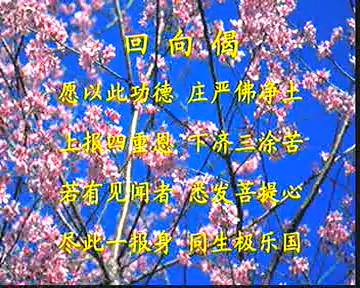 回向偈
愿以此功德 庄严佛净土
上报四重恩 下济三涂苦
若有见闻者 悉发菩提心
尽此一报身 同生极乐国